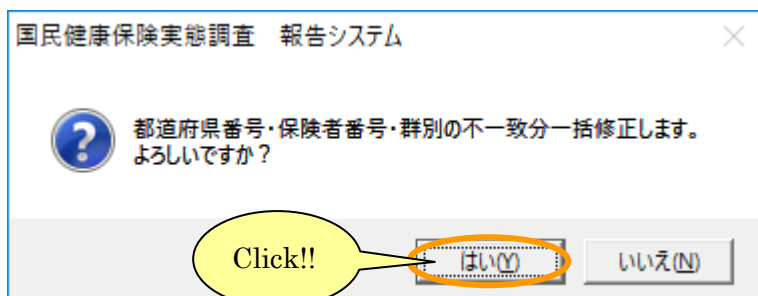 国民健康保険実態調査　報告システム
都道府県番号・保険者番号・群別の不一致分一括修正します。
よろしいですか？
Click!!
はい(Y)
いいえ(N)